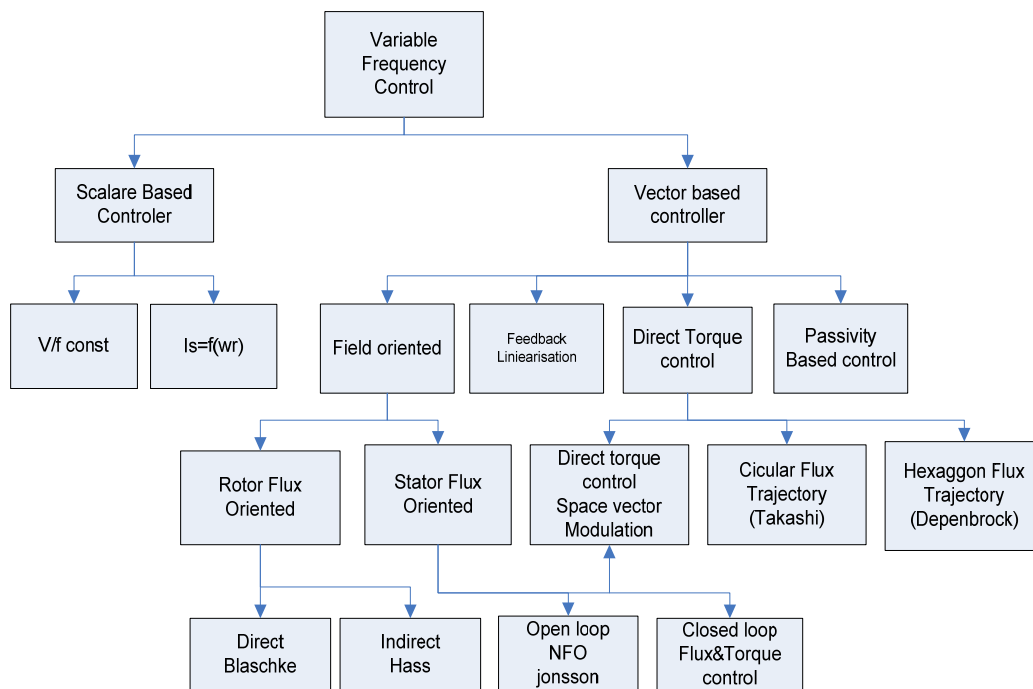 Variable
Frequency
Control
Scalare Based
Controler
Vector based
controller
V/f const
Is=f(wr)
Field oriented
Feedback
Liniearisation
Direct Torque
control
Passivity
Based control
Rotor Flux
Oriented
Stator Flux
Oriented
Direct torque
control
Space vector
Modulation
Cicular Flux
Trajectory
(Takashi)
Hexaggon Flux
Trajectory
(Depenbrock)
Direct
Blaschke
Indirect
Hass
Open loop
NFO
jonsson
Closed loop
Flux&Torque
control